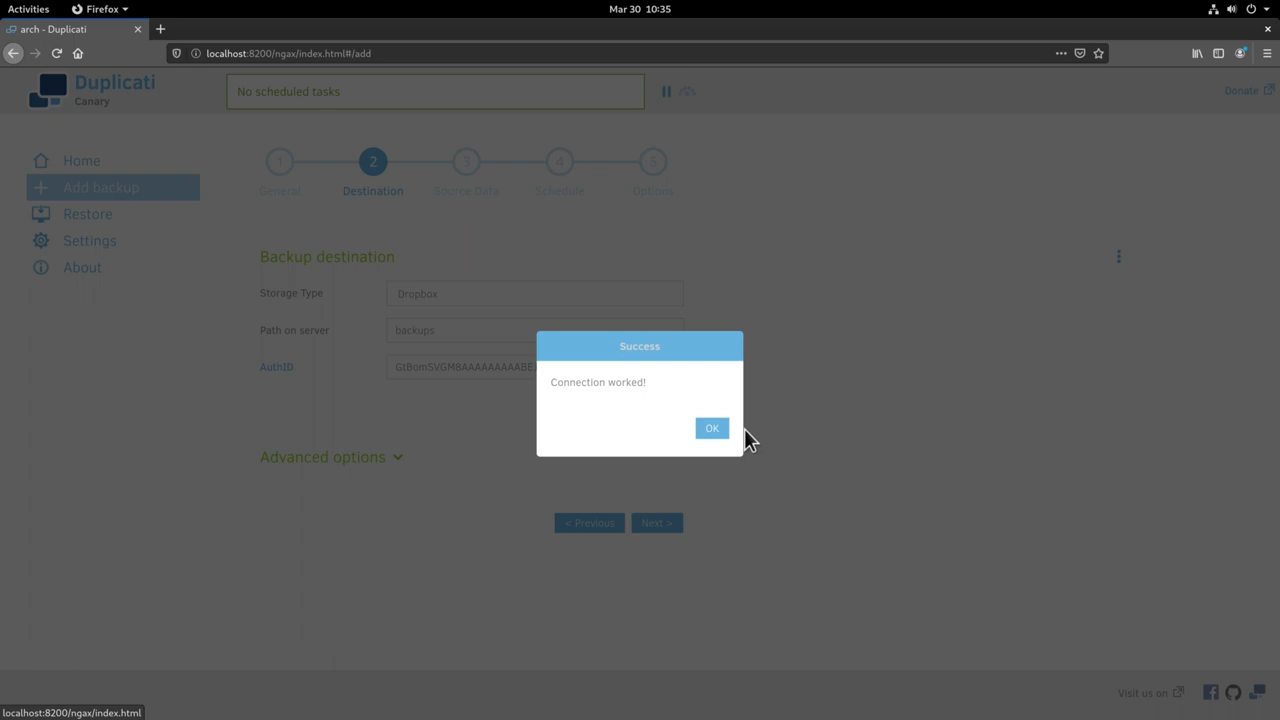 Activities
Firefox
Mar 30 10:35
arch - Duplicati
localhost:8200/ngax/index.html#/add
Duplicati
Canary
No scheduled tasks
Donate
Home
Add backup
Restore
Settings
About
1
2
3
4
5
General
Destination
Source Data
Schedule
Options
Backup destination
Storage Type
Dropbox
Path on server
backups
AuthID
Success
Connection worked!
OK
Advanced options
< Previous
Next >
Visit us on
localhost:8200/ngax/index.html